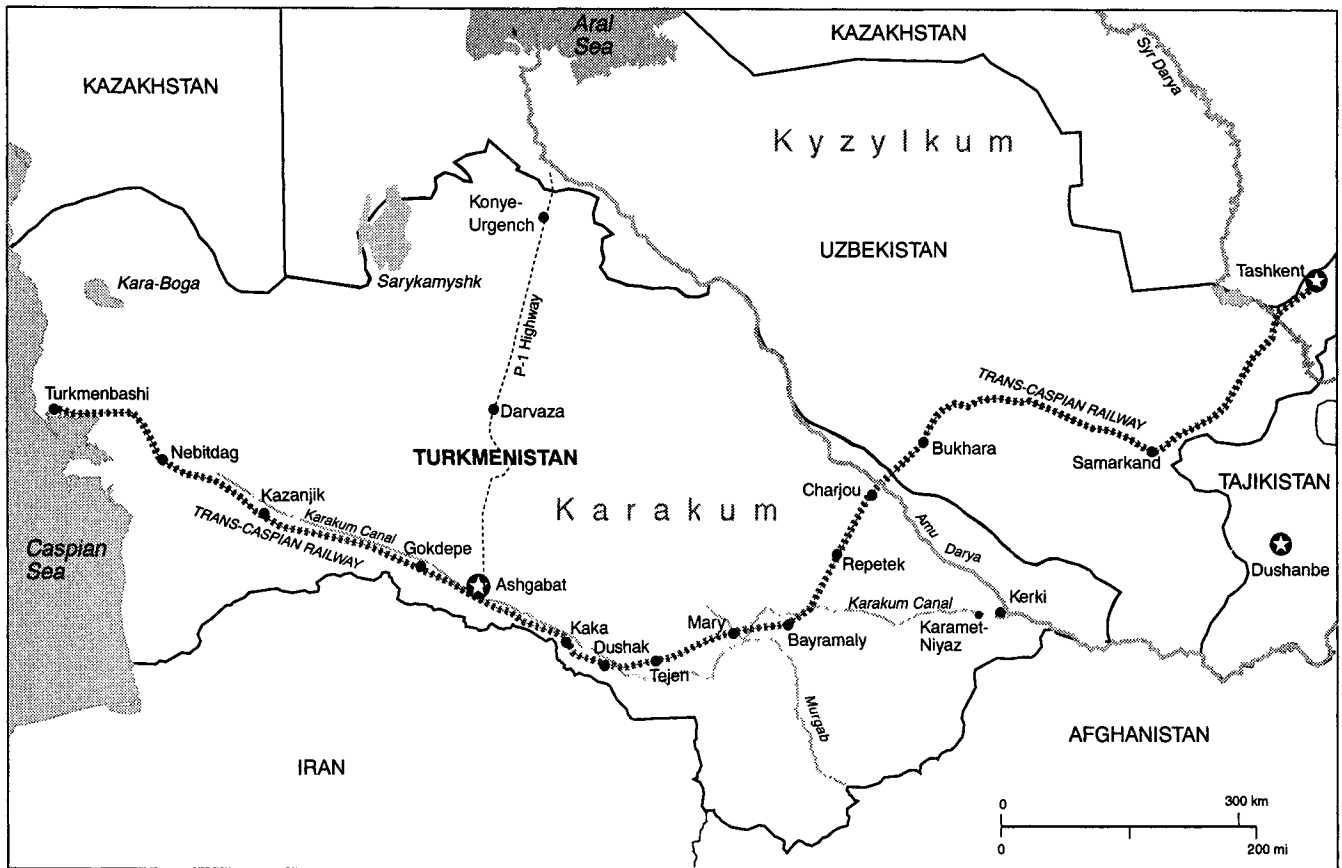 Aral
Sea
KAZAKHSTAN
KAZAKHSTAN
Syr Darya
Kyzylkum
Konye-
Urgench
UZBEKISTAN
Tashkent
Kara-Boga
Sarykamyshk
P-1 Highway
Turkmenbashi
Darvaza
TRANS-CASPIAN RAILWAY
Bukhara
Nebitdag
TURKMENISTAN
Samarkand
TAJIKISTAN
Charjou
Kazanjik
Karakum
Karakum Canal
TRANS-CASPIAN RAILWAY
Amu
Darya
Caspian
Sea
Gokdepe
Repetek
Dushanbe
Ashgabat
Kerki
Karakum Canal
Mary
Kaka
Bayramaly
Karamet-
Niyaz
Dushak
Tejen
Murgab
AFGHANISTAN
IRAN
0
300 km
0
200 mi